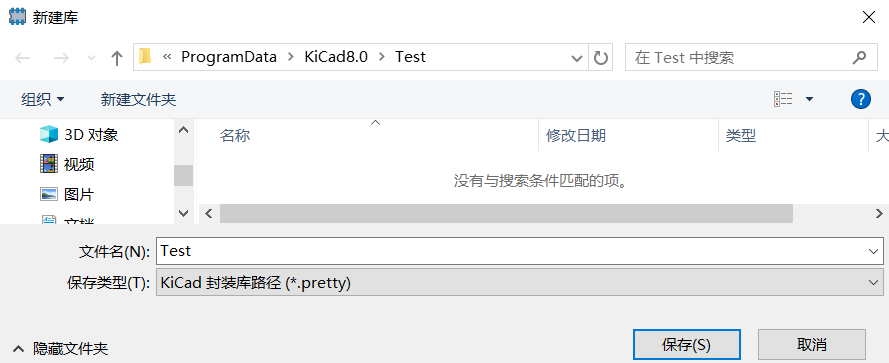 新建库
« ProgramData > KiCad8.0 > Test
在 Test 中搜索
组织 新建文件夹
?
3D 对象
视频
图片
文档
名称 修改日期 类型 大
没有与搜索条件匹配的项。
文件名(N): Test
保存类型(T): KiCad 封装库路径 (*.pretty)
隐藏文件夹
保存(S) 取消